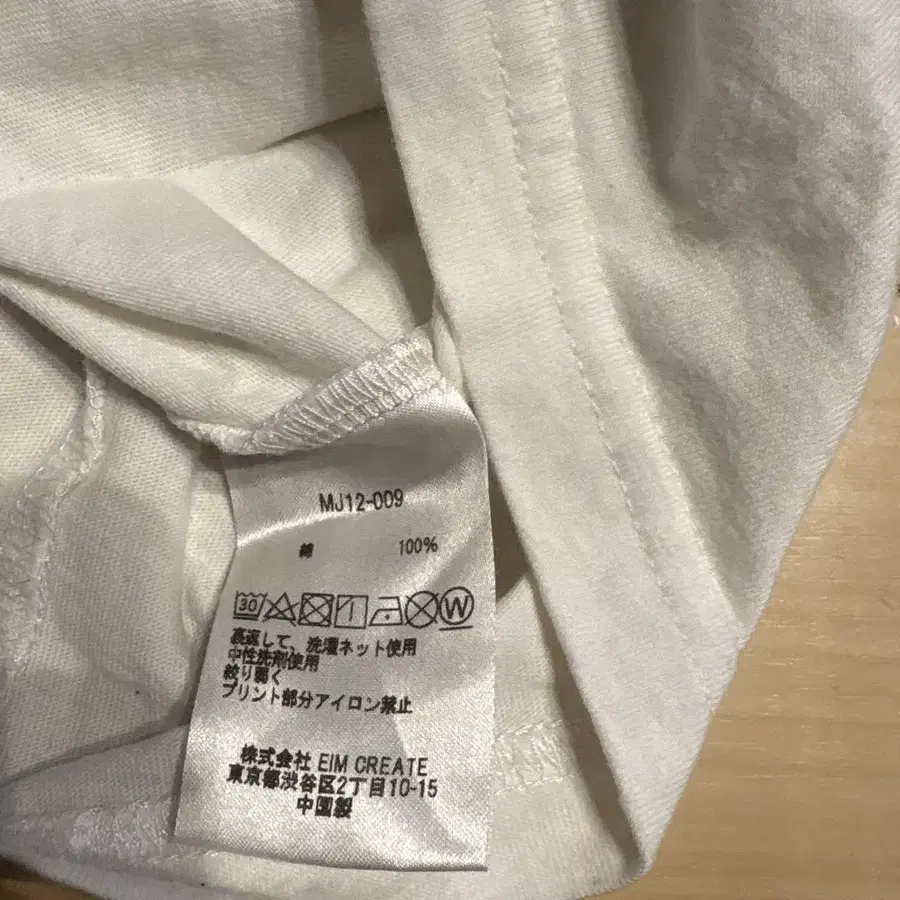 MJ12-009
綿 100%
30 W
裏返して、洗濯ネット使用
中性洗剤使用
絞り弱く
プリント部分アイロン禁止
株式会社 EIM CREATE
東京都渋谷区2丁目10-15
中国製